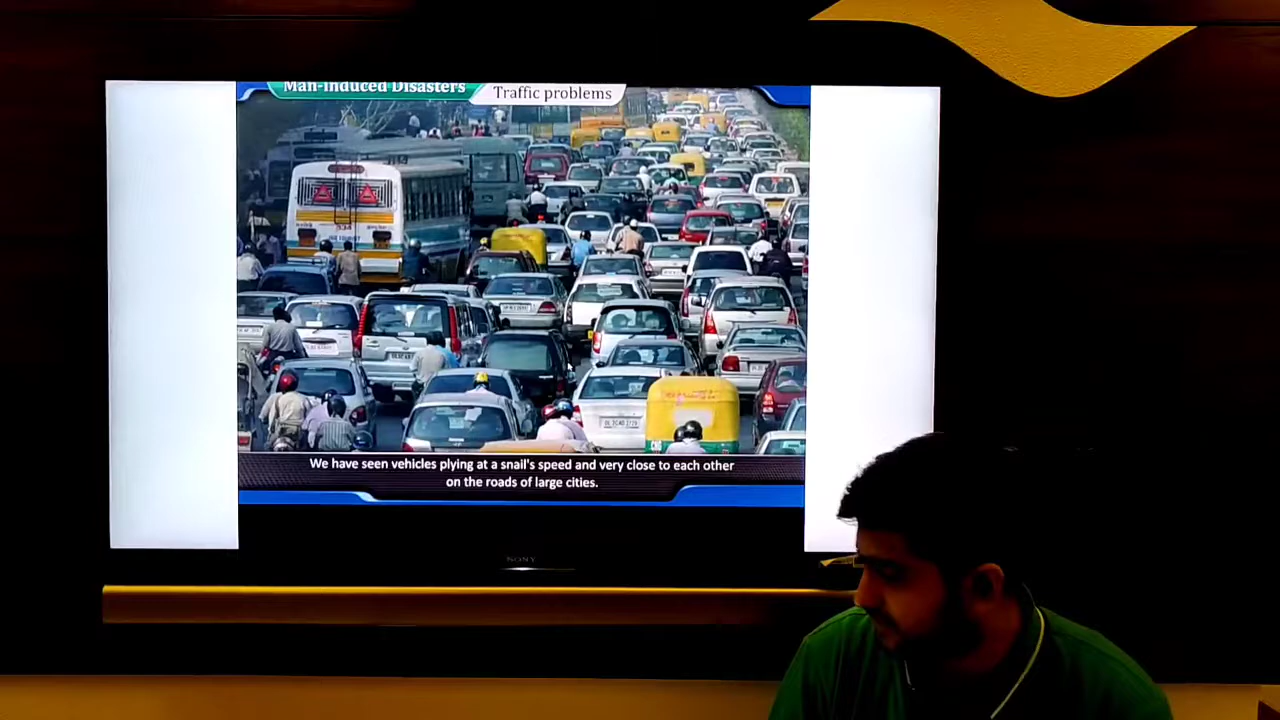 Man-induced Disasters
Traffic problems
We have seen vehicles plying at a snail's speed and very close to each other
on the roads of large cities.
SONY